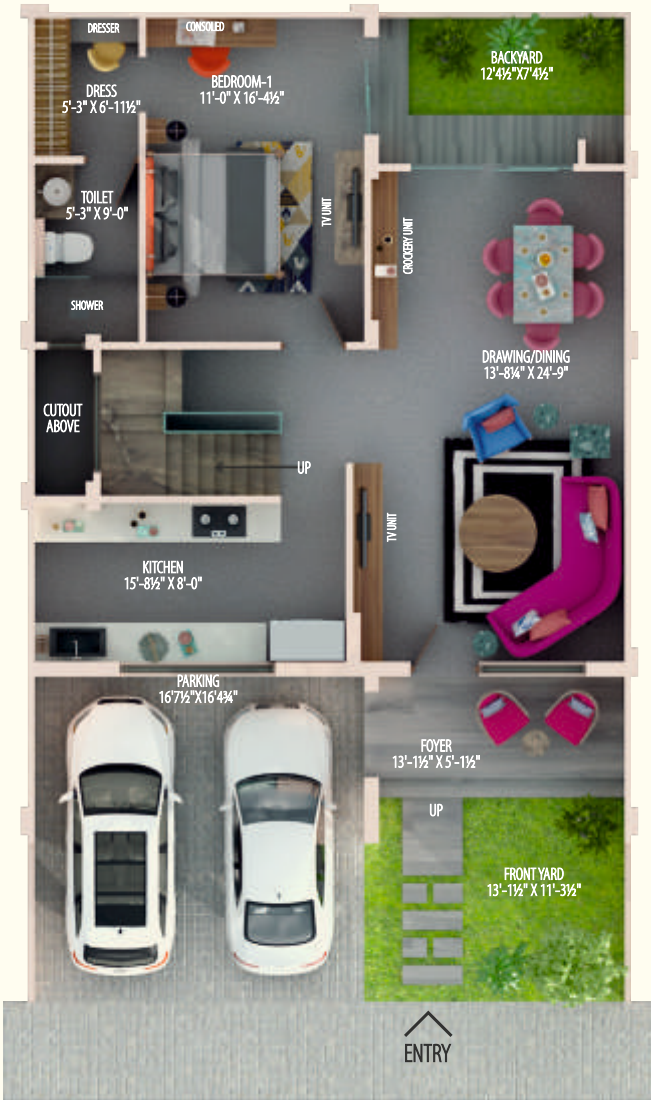 DRESSER
CONSOLED
BACKYARD
12'4½"X7'4½"
DRESS
5'-3" X 6'-11½"
BEDROOM-1
11'-0" X 16'-4½"
TOILET
5'-3" X 9'-0"
TV UNIT
CROCKERY UNIT
SHOWER
DRAWING/DINING
13'-8¼" X 24'-9"
CUTOUT
ABOVE
UP
TV UNIT
KITCHEN
15'-8½" X 8'-0"
PARKING
16'7½"X16'4¾"
FOYER
13'-1½" X 5'-1½"
UP
FRONT YARD
13'-1½" X 11'-3½"
ENTRY